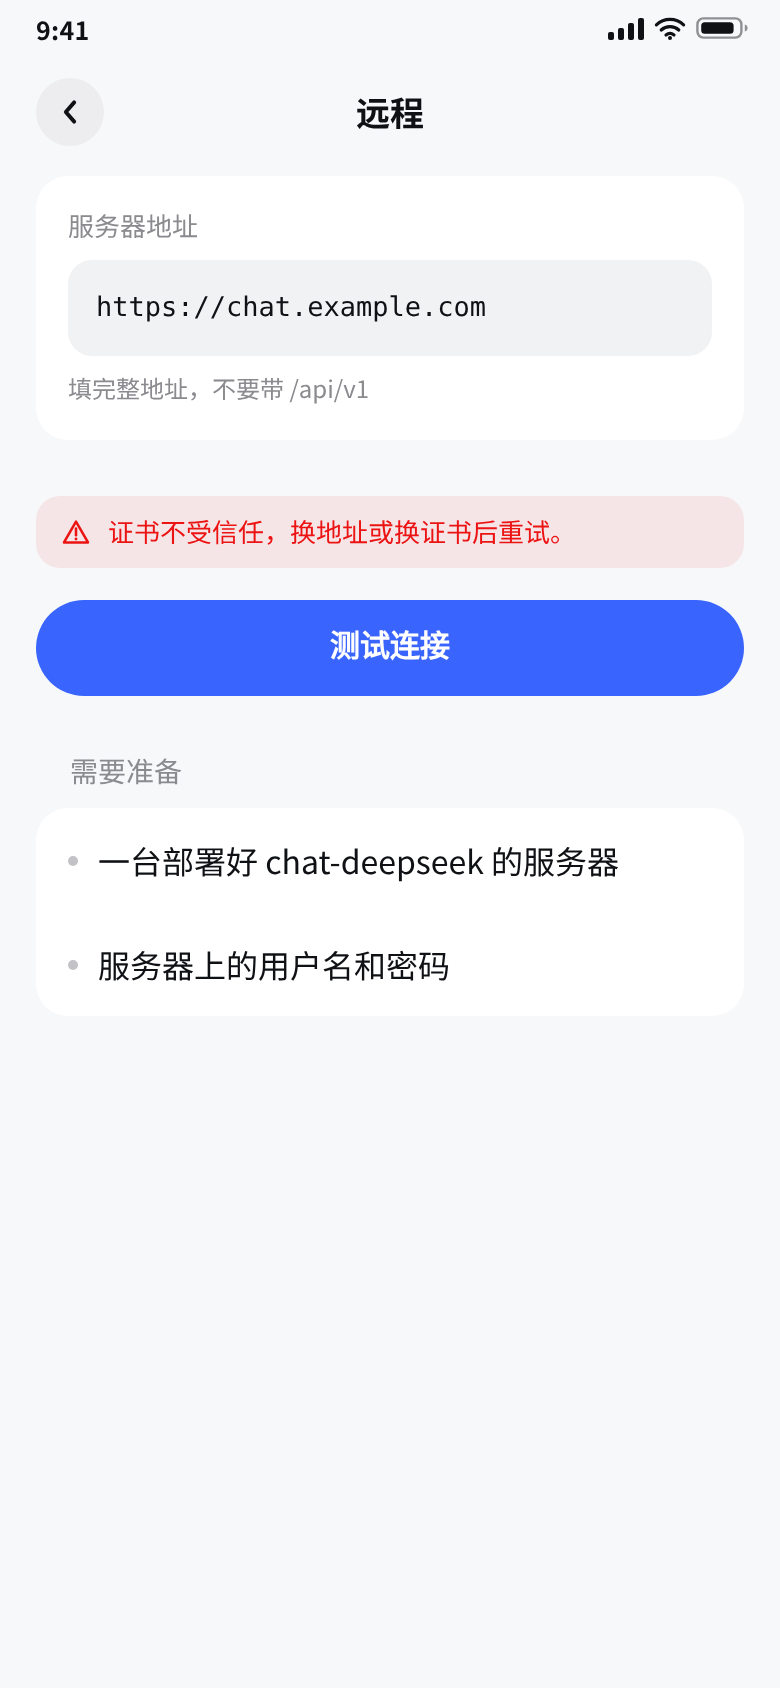 9:41
远程
服务器地址
https://chat.example.com
填完整地址，不要带 /api/v1
证书不受信任，换地址或换证书后重试。
测试连接
需要准备
一台部署好 chat-deepseek 的服务器
服务器上的用户名和密码